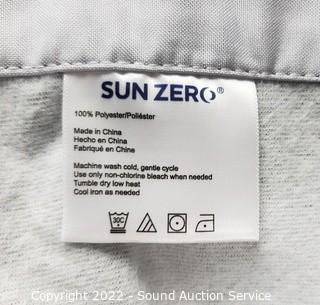 SUN ZERO®
100% Polyester/Poliéster
Made in China
Hecho en China
Fabriqué en Chine
Machine wash cold, gentle cycle
Use only non-chlorine bleach when needed
Tumble dry low heat
Cool iron as needed
30C
Copyright 2022 - Sound Auction Service